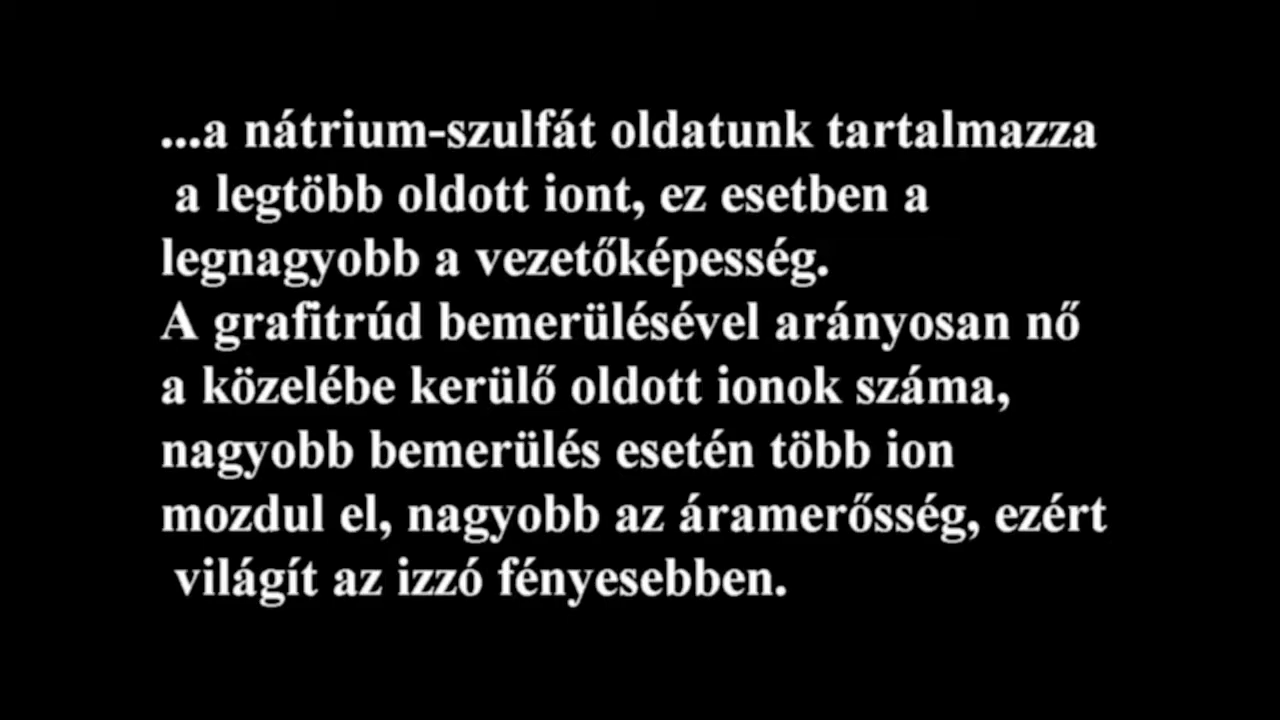 ...a nátrium-szulfát oldatunk tartalmazza
a legtöbb oldott iont, ez esetben a
legnagyobb a vezetőképesség.
A grafitrúd bemerülésével arányosan nő
a közelébe kerülő oldott ionok száma,
nagyobb bemerülés esetén több ion
mozdul el, nagyobb az áramerősség, ezért
világít az izzó fényesebben.